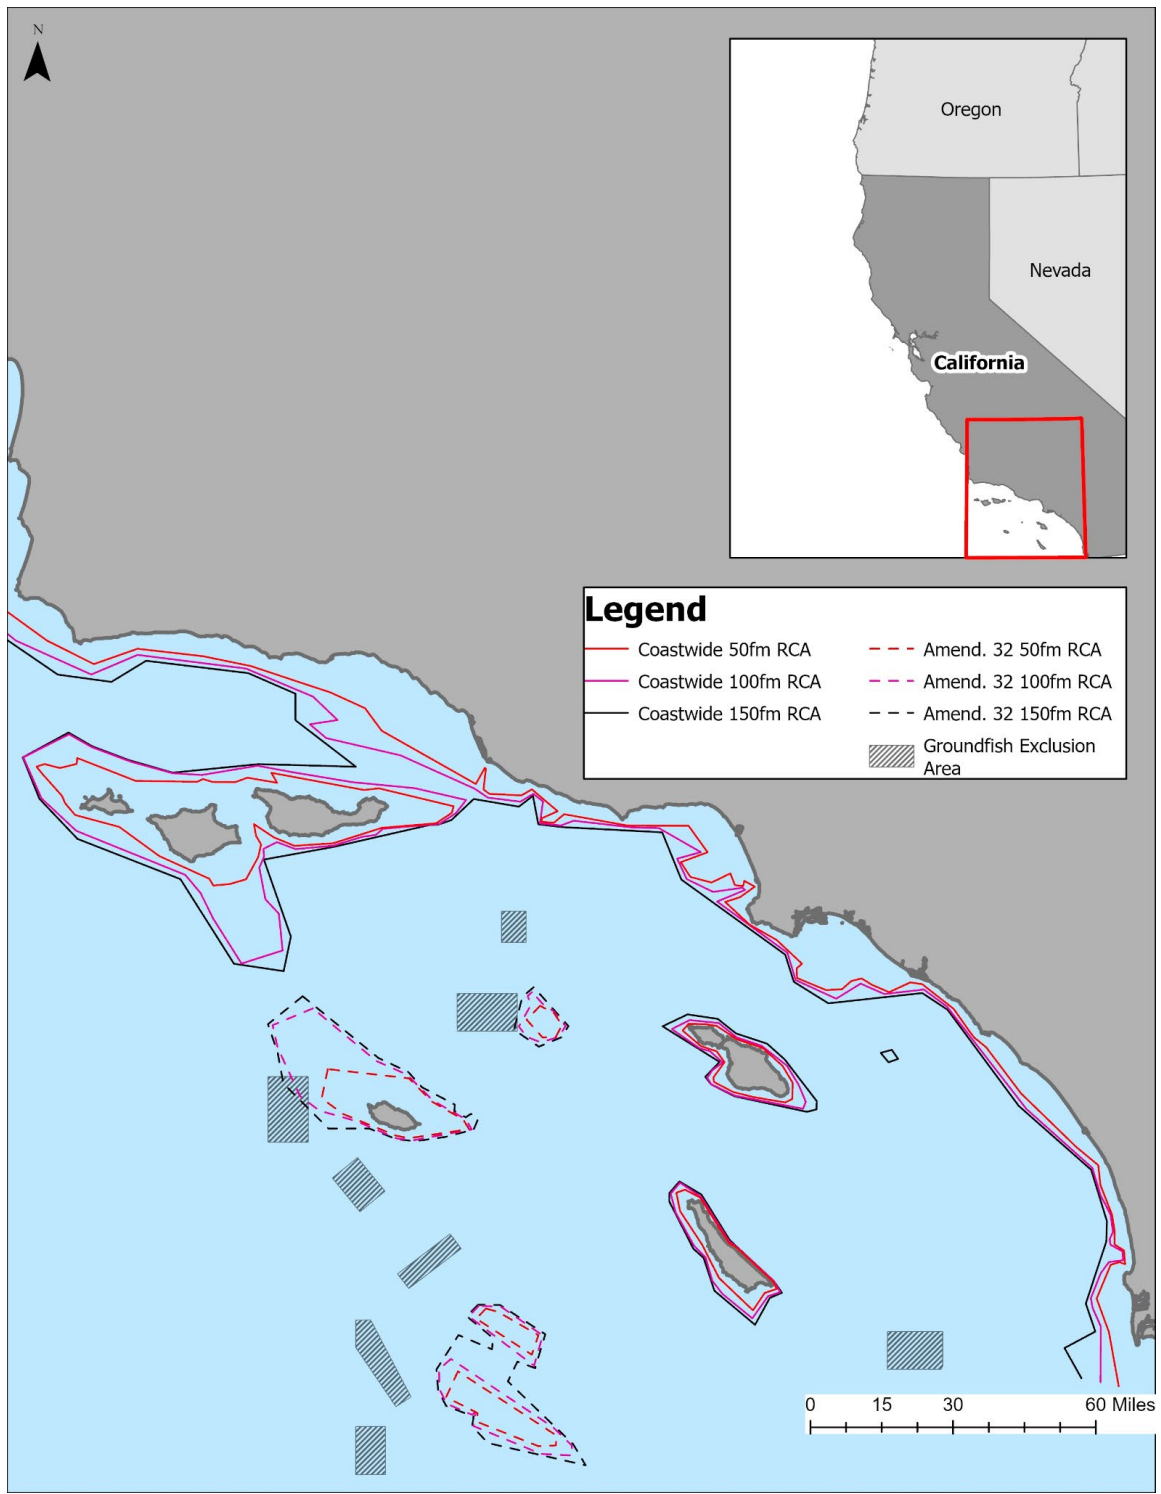 N
Oregon
Nevada
California
Legend
Coastwide 50fm RCA
Coastwide 100fm RCA
Coastwide 150fm RCA
Amend. 32 50fm RCA
Amend. 32 100fm RCA
Amend. 32 150fm RCA
Groundfish Exclusion
Area
0 15 30 60 Miles